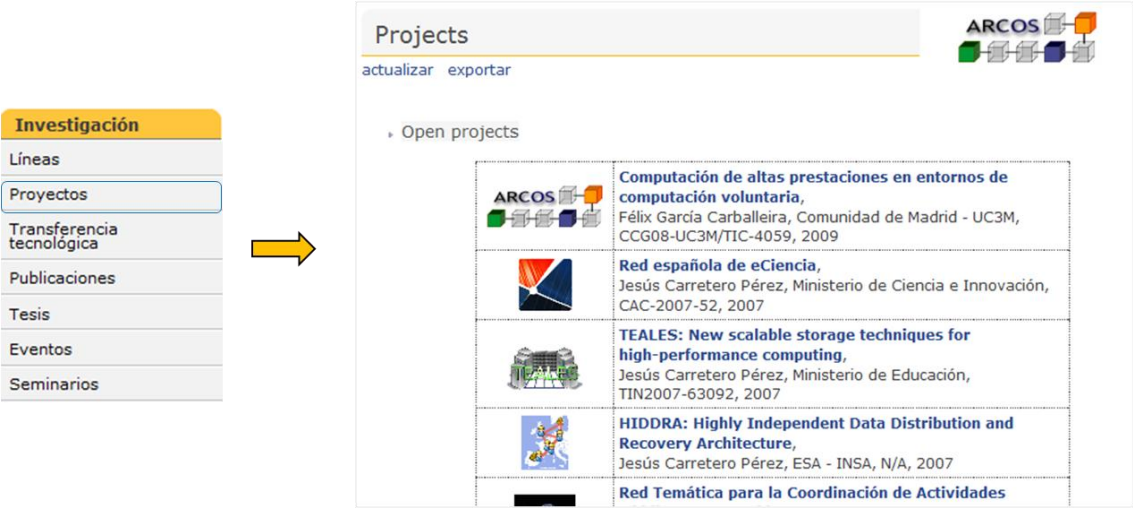 Investigación
Líneas
Proyectos
Transferencia
tecnológica
Publicaciones
Tesis
Eventos
Seminarios
Projects
ARCOS
actualizar exportar
Open projects
ARCOS
Computación de altas prestaciones en entornos de
computación voluntaria,
Félix García Carballeira, Comunidad de Madrid - UC3M,
CCG08-UC3M/TIC-4059, 2009
Red española de eCiencia,
Jesús Carretero Pérez, Ministerio de Ciencia e Innovación,
CAC-2007-52, 2007
TEALES
TEALES: New scalable storage techniques for
high-performance computing,
Jesús Carretero Pérez, Ministerio de Educación,
TIN2007-63092, 2007
HIDDRA: Highly Independent Data Distribution and
Recovery Architecture,
Jesús Carretero Pérez, ESA - INSA, N/A, 2007
Red Temática para la Coordinación de Actividades